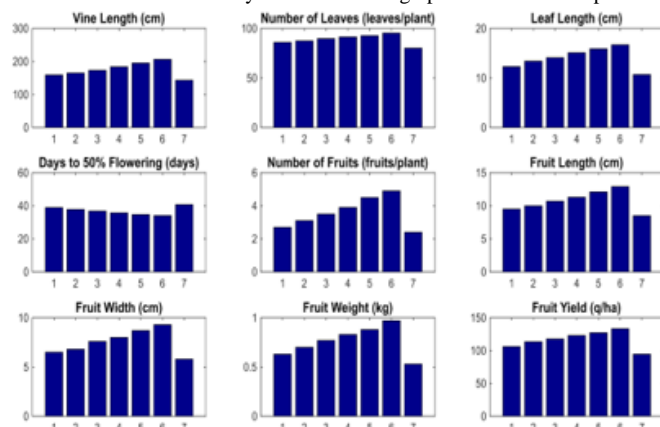 Vine Length (cm)
300
200
100
0
1 2 3 4 5 6 7
Number of Leaves (leaves/plant)
100
50
0
1 2 3 4 5 6 7
Leaf Length (cm)
20
10
0
1 2 3 4 5 6 7
Days to 50% Flowering (days)
60
40
20
0
1 2 3 4 5 6 7
Number of Fruits (fruits/plant)
6
4
2
0
1 2 3 4 5 6 7
Fruit Length (cm)
15
10
5
0
1 2 3 4 5 6 7
Fruit Width (cm)
10
5
0
Fruit Weight (kg)
1
0.5
0
Fruit Yield (q/ha)
150
100
50
0